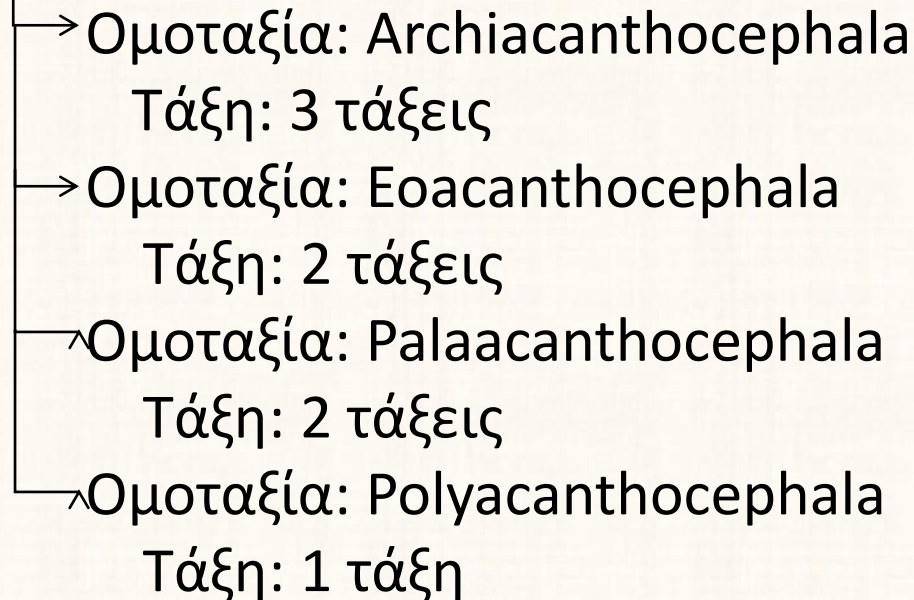 Ομοταξία: Archiacanthocephala
Τάξη: 3 τάξεις
Ομοταξία: Eoacanthocephala
Τάξη: 2 τάξεις
Ομοταξία: Palaacanthocephala
Τάξη: 2 τάξεις
Ομοταξία: Polyacanthocephala
Τάξη: 1 τάξη